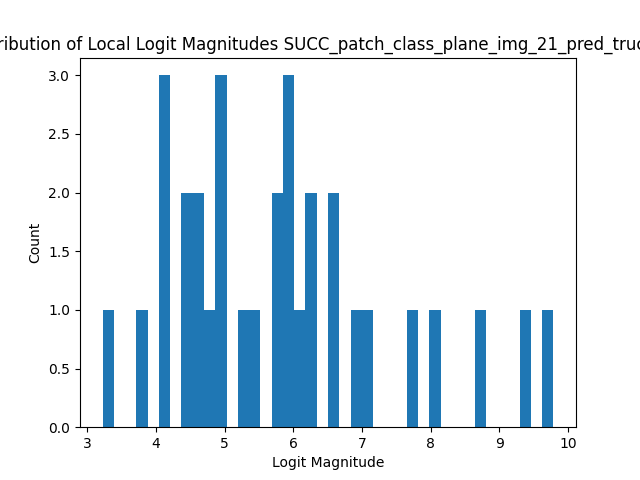 ribution of Local Logit Magnitudes SUCC_patch_class_plane_img_21_pred_truc
3.0
2.5
2.0
1.5
1.0
0.5
0.0
Count
3 4 5 6 7 8 9 10
Logit Magnitude